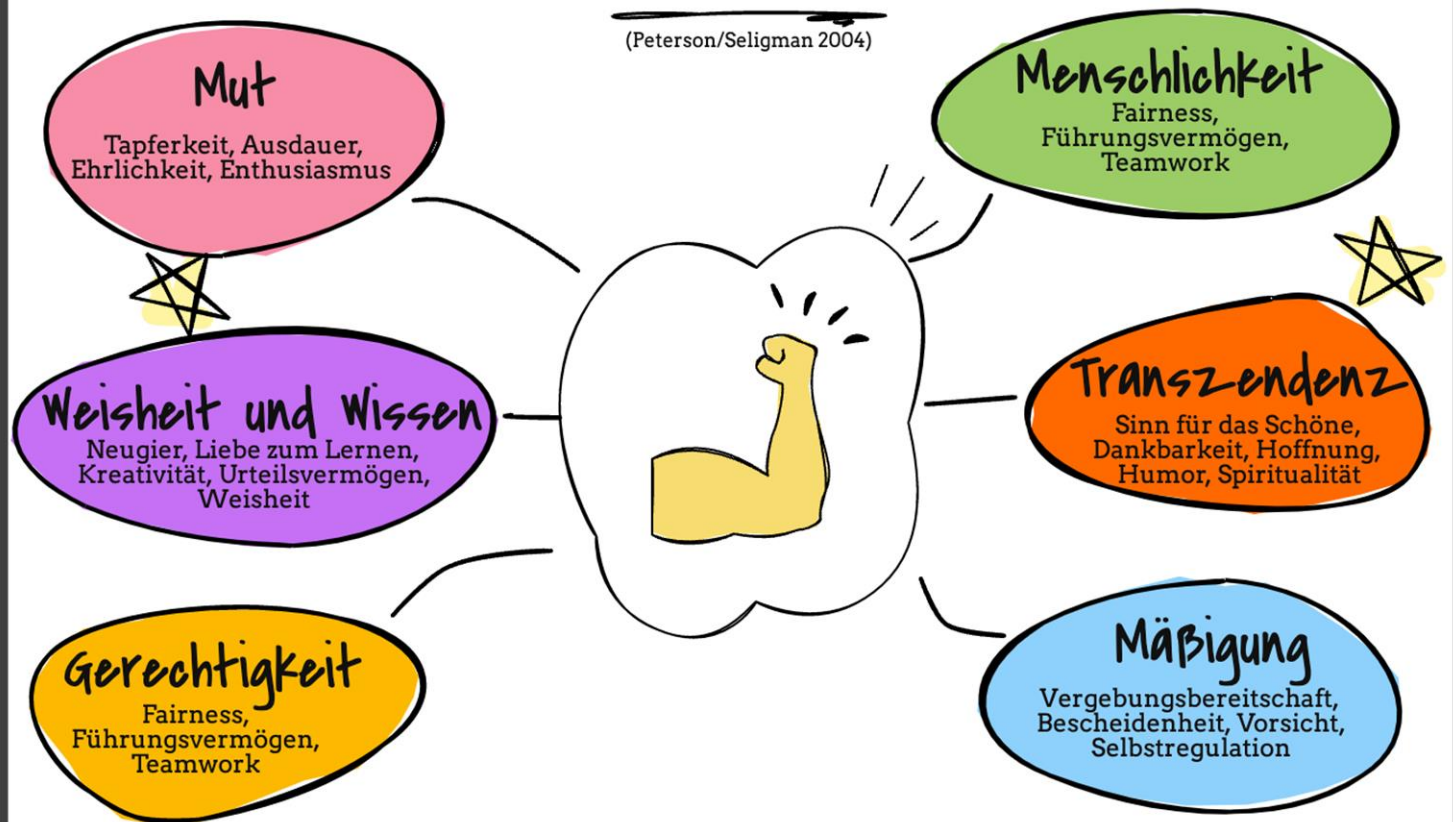 (Peterson/Seligman 2004)
Mut
Tapferkeit, Ausdauer,
Ehrlichkeit, Enthusiasmus
Menschlichkeit
Fairness,
Führungsvermögen,
Teamwork
Weisheit und Wissen
Neugier, Liebe zum Lernen,
Kreativität, Urteilsvermögen,
Weisheit
Transzendenz
Sinn für das Schöne,
Dankbarkeit, Hoffnung,
Humor, Spiritualität
Gerechtigkeit
Fairness,
Führungsvermögen,
Teamwork
Mäßigung
Vergebungsbereitschaft,
Bescheidenheit, Vorsicht,
Selbstregulation